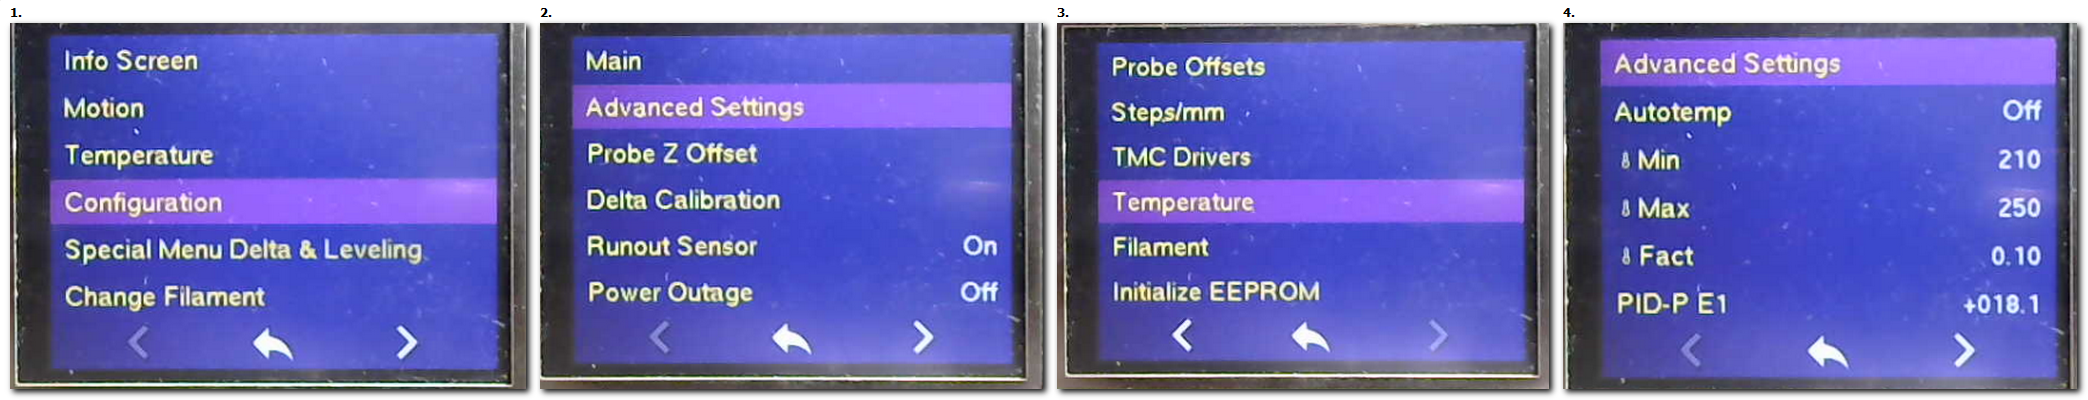 1.
Info Screen
Motion
Temperature
Configuration
Special Menu Delta & Leveling
Change Filament
2.
Main
Advanced Settings
Probe Z Offset
Delta Calibration
Runout Sensor On
Power Outage Off
3.
Probe Offsets
Steps/mm
TMC Drivers
Temperature
Filament
Initialize EEPROM
4.
Advanced Settings
Autotemp Off
Min 210
Max 250
Fact 0.10
PID-P E1 +018.1